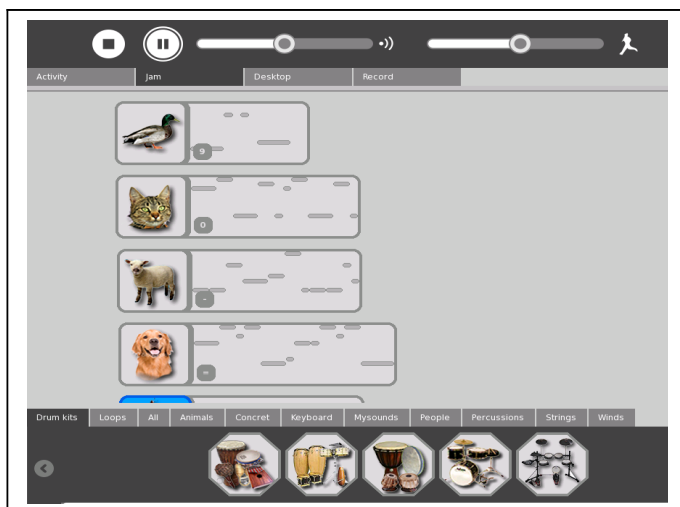 Activity Jam Desktop Record
9
0
-
=
Drum kits Loops All Animals Concret Keyboard Mysounds People Percussions Strings Winds